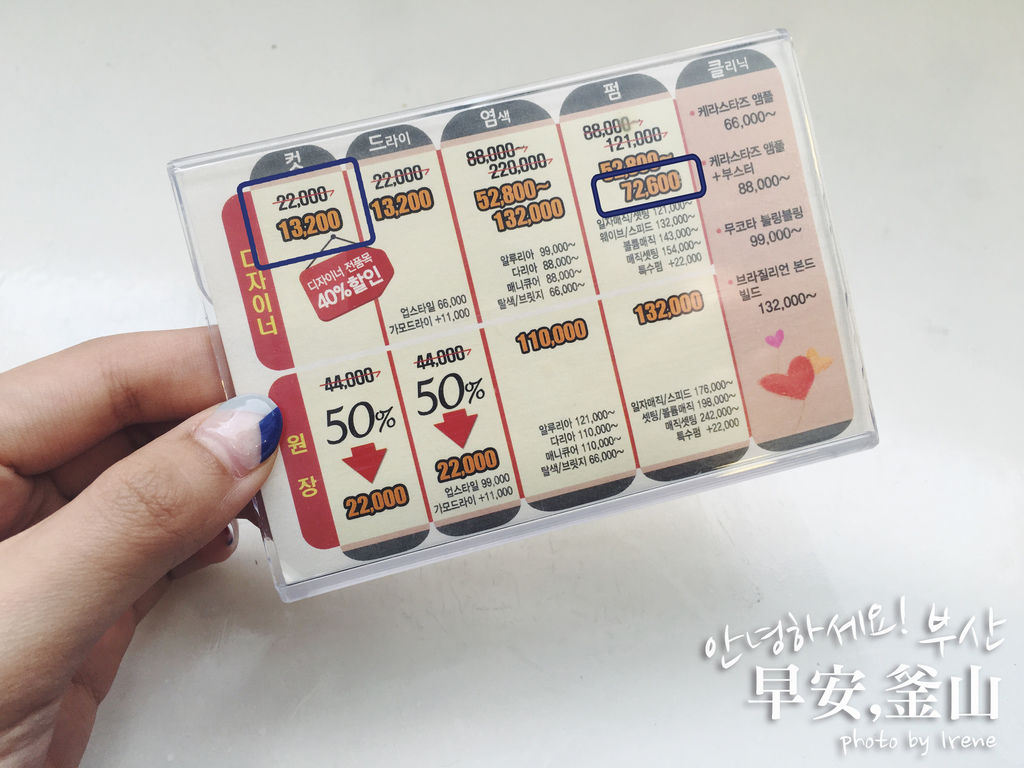 컷
드라이
염색
펌
클리닉
디자이너
22,000
13,200
디자이너 전품목
40%할인
22,000
13,200
업스타일 66,000
가모드라이 +11,000
88,000~
220,000
52,800~
132,000
알루리아 99,000~
다리아 88,000~
매니큐어 88,000~
탈색/브릿지 66,000~
88,000~
121,000
52,800~
72,600
일자매직/셋팅 121,000~
웨이브/스피드 132,000~
볼륨매직 143,000~
매직셋팅 154,000~
특수펌 +22,000
• 케라스타즈 앰플
66,000~
• 케라스타즈 앰플
+부스터
88,000~
• 무코타 톨링블링
99,000~
• 브라질리언 본드
빌드
132,000~
원장
44,000
50%
22,000
44,000
50%
22,000
업스타일 99,000
가모드라이 +11,000
110,000
알루리아 121,000~
다리아 110,000~
매니큐어 110,000~
탈색/브릿지 66,000~
132,000
일자매직/스피드 176,000~
셋팅/볼륨매직 198,000~
매직셋팅 242,000~
특수펌 +22,000
안녕하세요! 부산
早安,釜山
photo by Irene